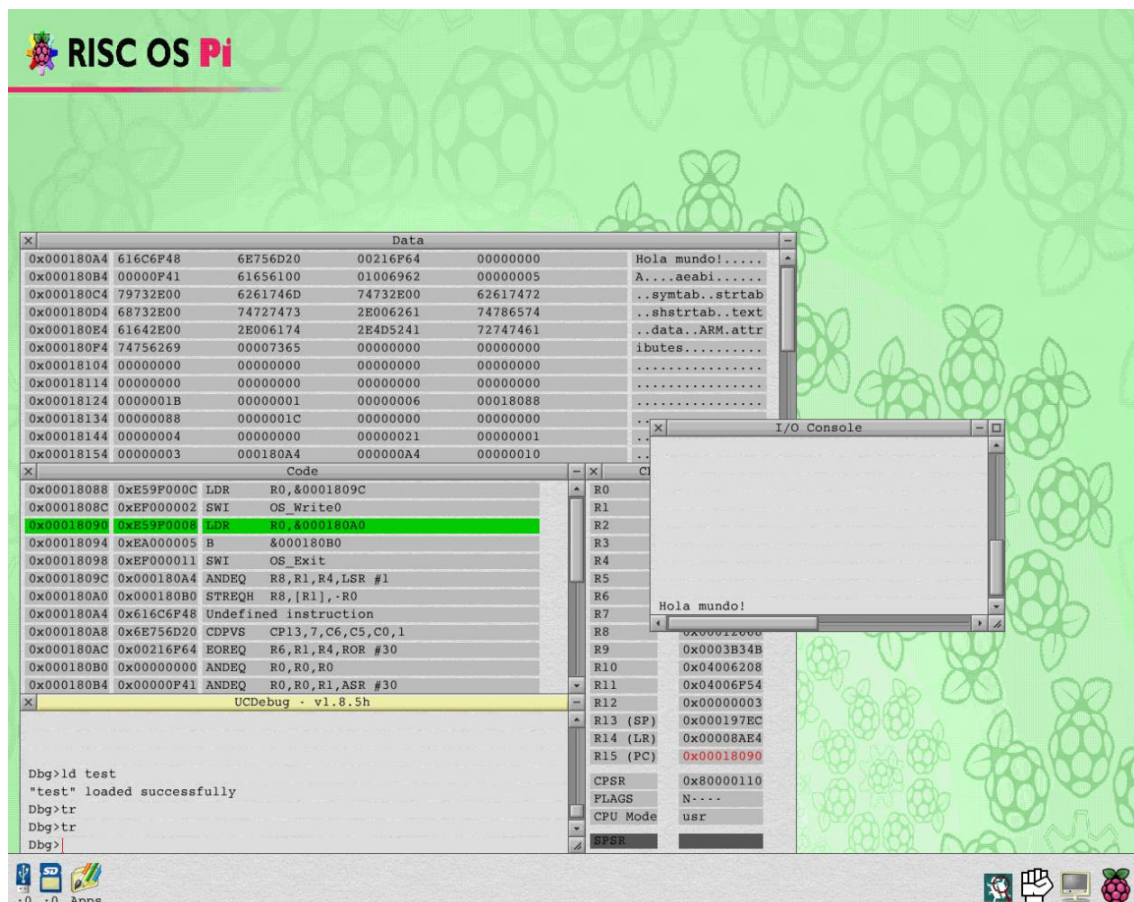 RISC OS Pi
Data
0x000180A4 616C6F48 6E756D20 00216F64 00000000 Hola mundo!.....
0x000180B4 00000F41 61656100 01006962 00000005 A....aeabi......
0x000180C4 79732E00 6261746D 74732E00 62617472 ..symtab..strtab
0x000180D4 68732E00 74727473 2E006261 74786574 ..shstrtab..text
0x000180E4 61642E00 2E006174 2E4D5241 72747461 ..data..ARM.attr
0x000180F4 74756269 00007365 00000000 00000000 ibutes..........
0x00018104 00000000 00000000 00000000 00000000 ................
0x00018114 00000000 00000000 00000000 00000000 ................
0x00018124 0000001B 00000001 00000006 00018088 ................
0x00018134 00000088 0000001C 00000000 00000000 ..
0x00018144 00000004 00000000 00000021 00000001 ..
0x00018154 00000003 000180A4 000000A4 00000010 ..
I/O Console
Hola mundo!
Code
0x00018088 0xE59F000C LDR R0,&0001809C
0x0001808C 0xEF000002 SWI OS_Write0
0x00018090 0xE59F0008 LDR R0,&000180A0
0x00018094 0xEA000005 B &000180B0
0x00018098 0xEF000011 SWI OS_Exit
0x0001809C 0x000180A4 ANDEQ R8,R1,R4,LSR #1
0x000180A0 0x000180B0 STREQH R8,[R1],-R0
0x000180A4 0x616C6F48 Undefined instruction
0x000180A8 0x6E756D20 CDPVS CP13,7,C6,C5,C0,1
0x000180AC 0x00216F64 EOREQ R6,R1,R4,ROR #30
0x000180B0 0x00000000 ANDEQ R0,R0,R0
0x000180B4 0x00000F41 ANDEQ R0,R0,R1,ASR #30
R0
R1
R2
R3
R4
R5
R6
R7
R8
R9 0x0003B34B
R10 0x04006208
R11 0x04006F54
R12 0x00000003
R13 (SP) 0x000197EC
R14 (LR) 0x00008AE4
R15 (PC) 0x00018090
CPSR 0x80000110
FLAGS N----
CPU Mode usr
SPSR
UCDebug - v1.8.5h
Dbg>ld test
"test" loaded successfully
Dbg>tr
Dbg>tr
Dbg>
:0 :0 Apps